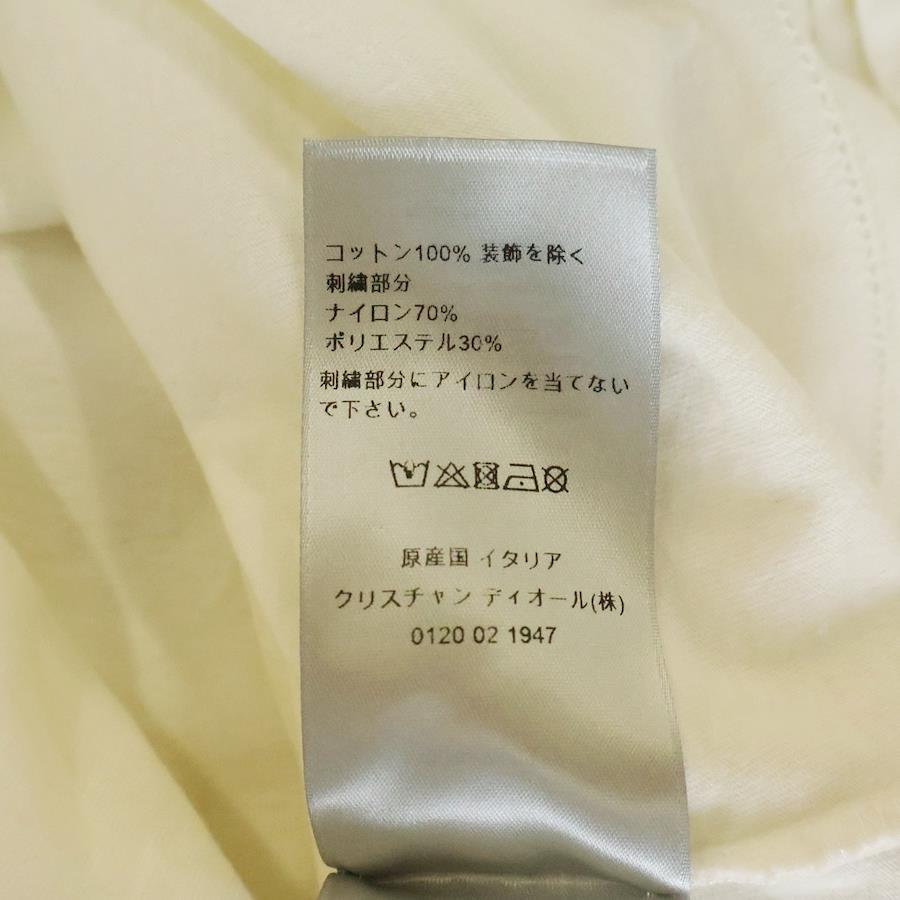 コットン100% 装飾を除く
刺繍部分
ナイロン70%
ポリエステル30%
刺繍部分にアイロンを当てない
で下さい。
原産国 イタリア
クリスチャン ディオール(株)
0120 02 1947